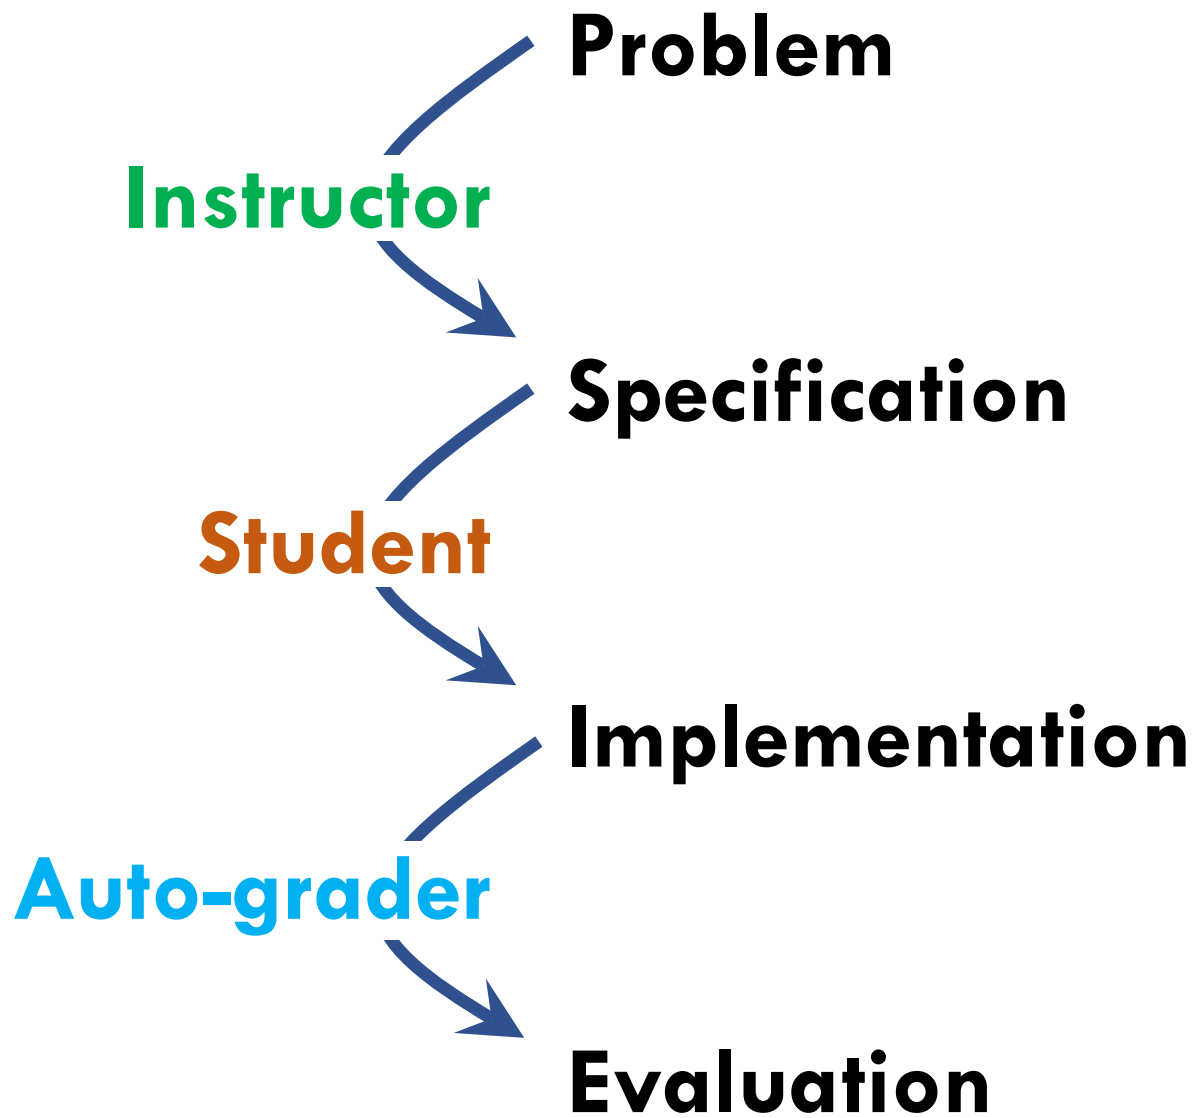 Problem
Instructor
Specification
Student
Implementation
Auto-grader
Evaluation